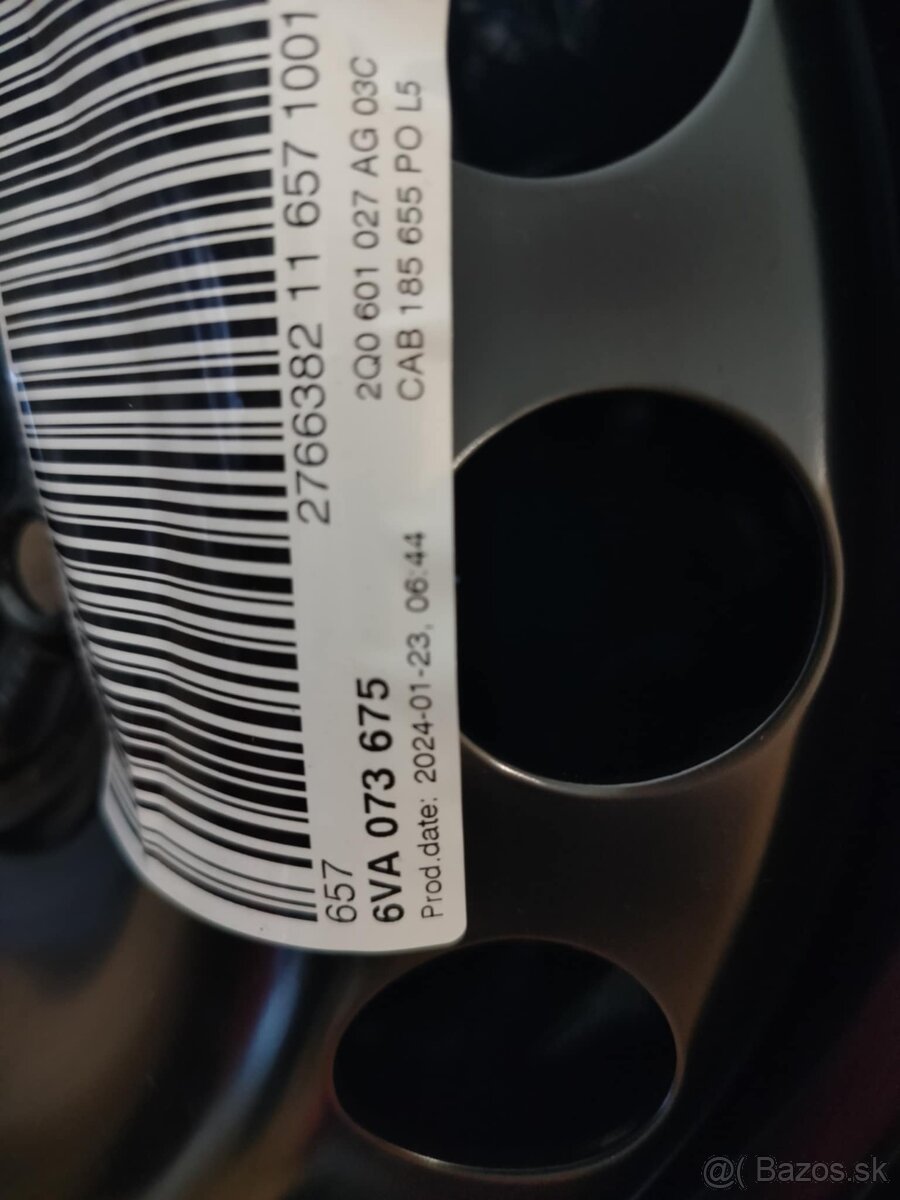 2766382 11 657 1001
2Q0 601 027 AG 03C
CAB 185 655 PO L5
657
6VA 073 675
Prod.date: 2024-01-23, 06:44
@( Bazos.sk